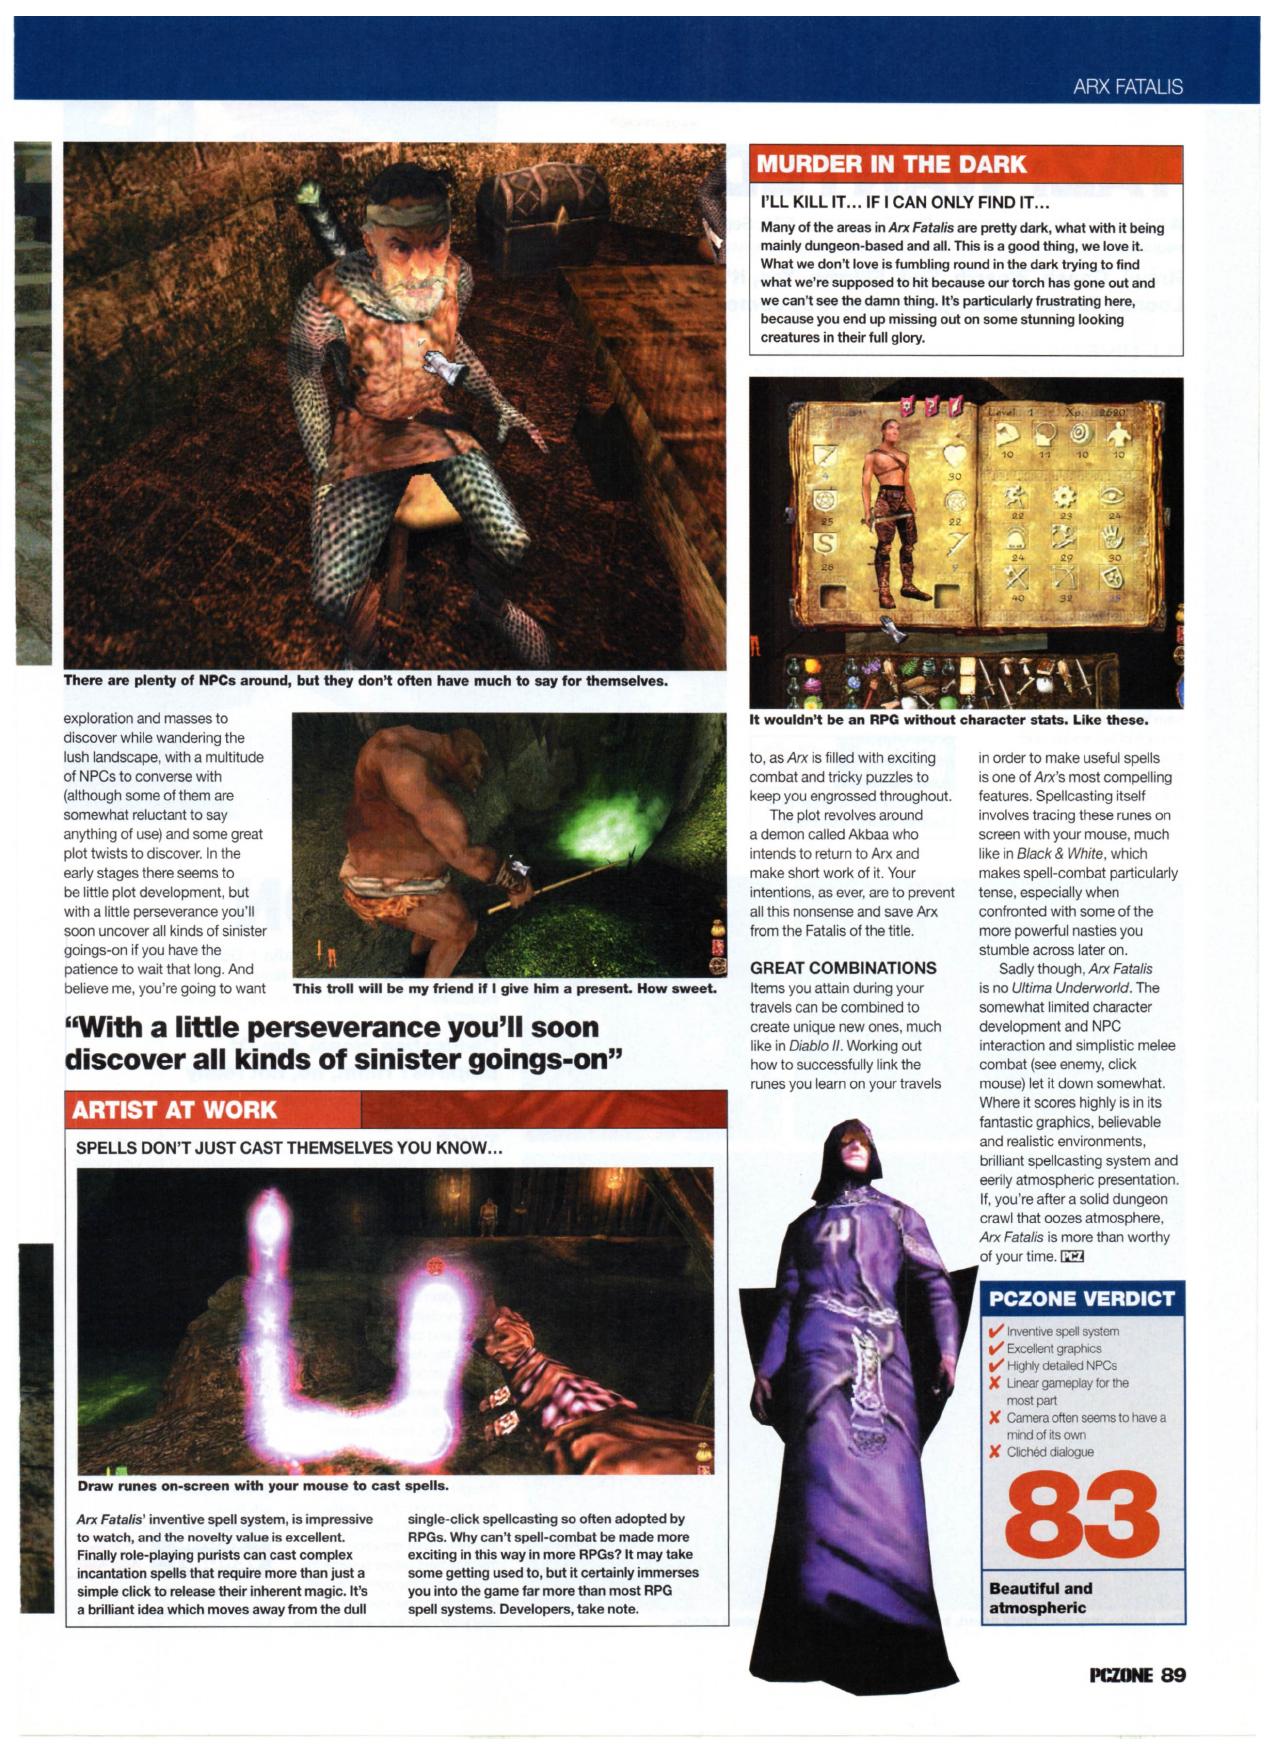 ARX FATALIS
There are plenty of NPCs around, but they don't often have much to say for themselves.
exploration and masses to
discover while wandering the
lush landscape, with a multitude
of NPCs to converse with
(although some of them are
somewhat reluctant to say
anything of use) and some great
plot twists to discover. In the
early stages there seems to
be little plot development, but
with a little perseverance you'll
soon uncover all kinds of sinister
goings-on if you have the
patience to wait that long. And
believe me, you're going to want
This troll will be my friend if I give him a present. How sweet.
"With a little perseverance you'll soon
discover all kinds of sinister goings-on"
ARTIST AT WORK
SPELLS DON'T JUST CAST THEMSELVES YOU KNOW...
Draw runes on-screen with your mouse to cast spells.
Arx Fatalis' inventive spell system, is impressive
to watch, and the novelty value is excellent.
Finally role-playing purists can cast complex
incantation spells that require more than just a
simple click to release their inherent magic. It's
a brilliant idea which moves away from the dull
single-click spellcasting so often adopted by
RPGs. Why can't spell-combat be made more
exciting in this way in more RPGs? It may take
some getting used to, but it certainly immerses
you into the game far more than most RPG
spell systems. Developers, take note.
MURDER IN THE DARK
I'LL KILL IT... IF I CAN ONLY FIND IT...
Many of the areas in Arx Fatalis are pretty dark, what with it being
mainly dungeon-based and all. This is a good thing, we love it.
What we don't love is fumbling round in the dark trying to find
what we're supposed to hit because our torch has gone out and
we can't see the damn thing. It's particularly frustrating here,
because you end up missing out on some stunning looking
creatures in their full glory.
Level 1 Xp. 2620
10 11 10 10
4 30
22 23 24
25 22
24 29 30
28 9
40 32
It wouldn't be an RPG without character stats. Like these.
to, as Arx is filled with exciting
combat and tricky puzzles to
keep you engrossed throughout.
The plot revolves around
a demon called Akbaa who
intends to return to Arx and
make short work of it. Your
intentions, as ever, are to prevent
all this nonsense and save Arx
from the Fatalis of the title.
GREAT COMBINATIONS
Items you attain during your
travels can be combined to
create unique new ones, much
like in Diablo II. Working out
how to successfully link the
runes you learn on your travels
in order to make useful spells
is one of Arx's most compelling
features. Spellcasting itself
involves tracing these runes on
screen with your mouse, much
like in Black & White, which
makes spell-combat particularly
tense, especially when
confronted with some of the
more powerful nasties you
stumble across later on.
Sadly though, Arx Fatalis
is no Ultima Underworld. The
somewhat limited character
development and NPC
interaction and simplistic melee
combat (see enemy, click
mouse) let it down somewhat.
Where it scores highly is in its
fantastic graphics, believable
and realistic environments,
brilliant spellcasting system and
eerily atmospheric presentation.
If, you're after a solid dungeon
crawl that oozes atmosphere,
Arx Fatalis is more than worthy
of your time. PCZ
PCZONE VERDICT
✔ Inventive spell system
✔ Excellent graphics
✔ Highly detailed NPCs
✘ Linear gameplay for the
most part
✘ Camera often seems to have a
mind of its own
✘ Clichéd dialogue
83
Beautiful and
atmospheric
PCZONE 89